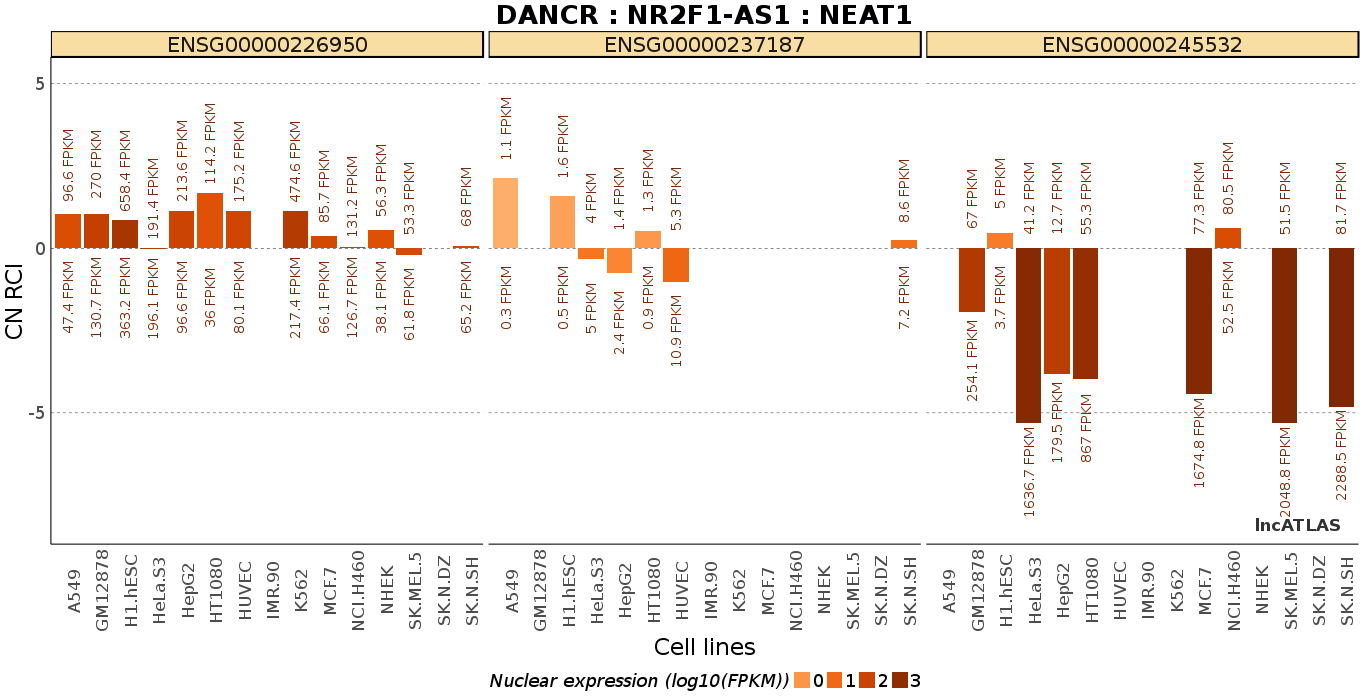 DANCR : NR2F1-AS1 : NEAT1
ENSG00000226950 ENSG00000237187 ENSG00000245532
CN RCI
5
0
-5
96.6 FPKM
270 FPKM
658.4 FPKM
191.4 FPKM
213.6 FPKM
114.2 FPKM
175.2 FPKM
474.6 FPKM
85.7 FPKM
131.2 FPKM
56.3 FPKM
53.3 FPKM
68 FPKM
47.4 FPKM
130.7 FPKM
363.2 FPKM
196.1 FPKM
96.6 FPKM
36 FPKM
80.1 FPKM
217.4 FPKM
66.1 FPKM
126.7 FPKM
38.1 FPKM
61.8 FPKM
65.2 FPKM
1.1 FPKM
1.6 FPKM
4 FPKM
1.4 FPKM
1.3 FPKM
5.3 FPKM
8.6 FPKM
0.3 FPKM
0.5 FPKM
5 FPKM
2.4 FPKM
0.9 FPKM
10.9 FPKM
7.2 FPKM
67 FPKM
5 FPKM
41.2 FPKM
12.7 FPKM
55.3 FPKM
77.3 FPKM
80.5 FPKM
51.5 FPKM
81.7 FPKM
254.1 FPKM
3.7 FPKM
1636.7 FPKM
179.5 FPKM
867 FPKM
1674.8 FPKM
52.5 FPKM
2048.8 FPKM
2288.5 FPKM
lncATLAS
A549
GM12878
H1.hESC
HeLa.S3
HepG2
HT1080
HUVEC
IMR.90
K562
MCF.7
NCI.H460
NHEK
SK.MEL.5
SK.N.DZ
SK.N.SH
A549
GM12878
H1.hESC
HeLa.S3
HepG2
HT1080
HUVEC
IMR.90
K562
MCF.7
NCI.H460
NHEK
SK.MEL.5
SK.N.DZ
SK.N.SH
A549
GM12878
H1.hESC
HeLa.S3
HepG2
HT1080
HUVEC
IMR.90
K562
MCF.7
NCI.H460
NHEK
SK.MEL.5
SK.N.DZ
SK.N.SH
Cell lines
Nuclear expression (log10(FPKM)) 0 1 2 3